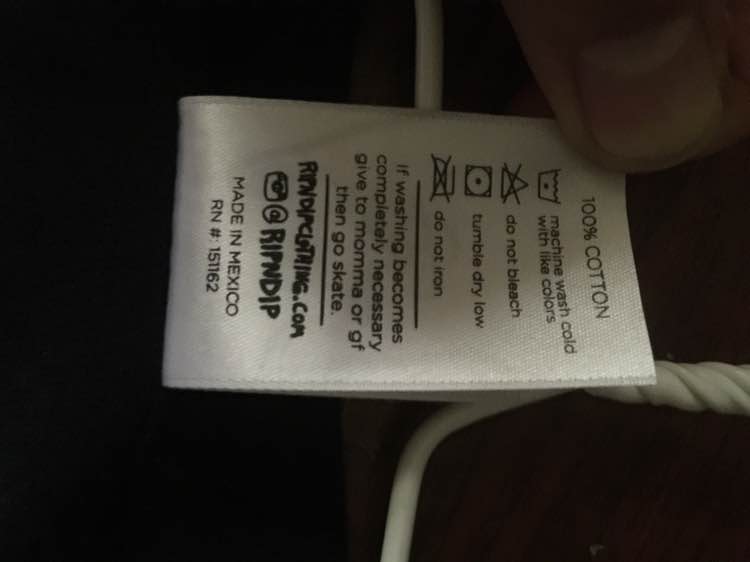 100% COTTON
machine wash cold
with like colors
do not bleach
tumble dry low
do not iron
If washing becomes
completely necessary
give to momma or gf
then go skate.
RIPNDIPCLOTHING.COM
@RIPNDIP
MADE IN MEXICO
RN #: 151162